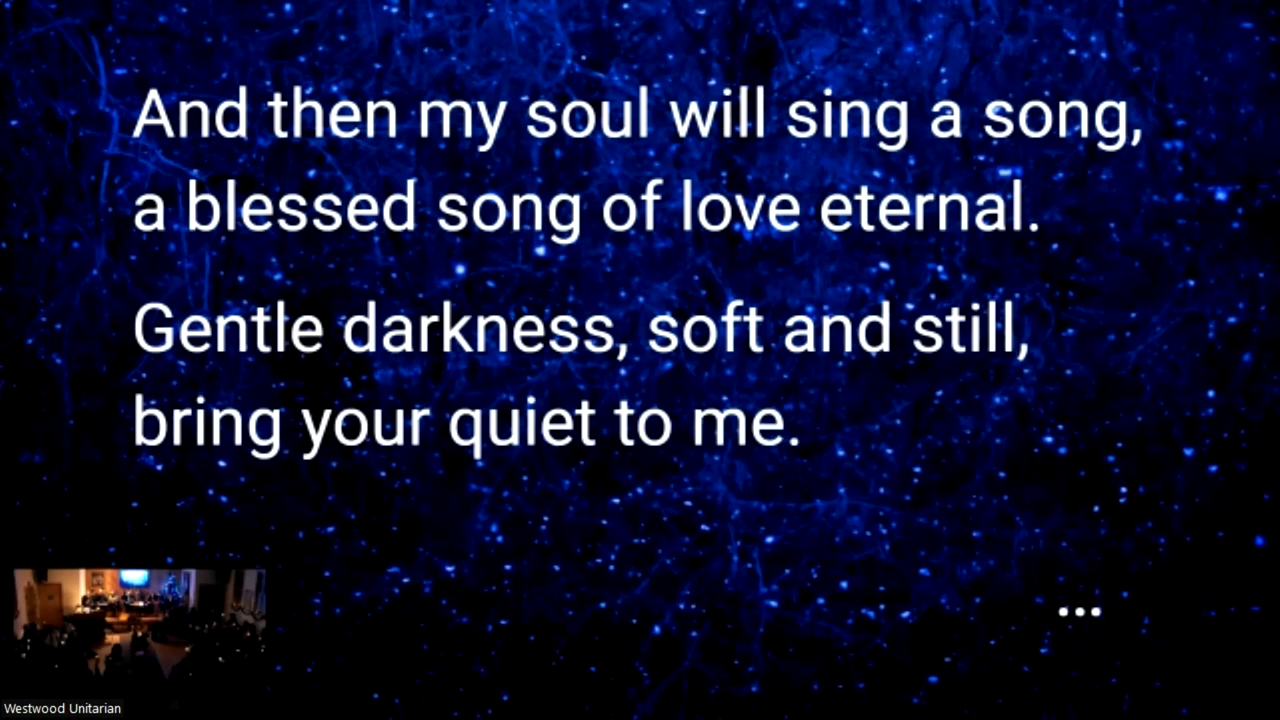 And then my soul will sing a song,
a blessed song of love eternal.
Gentle darkness, soft and still,
bring your quiet to me.
...
Westwood Unitarian